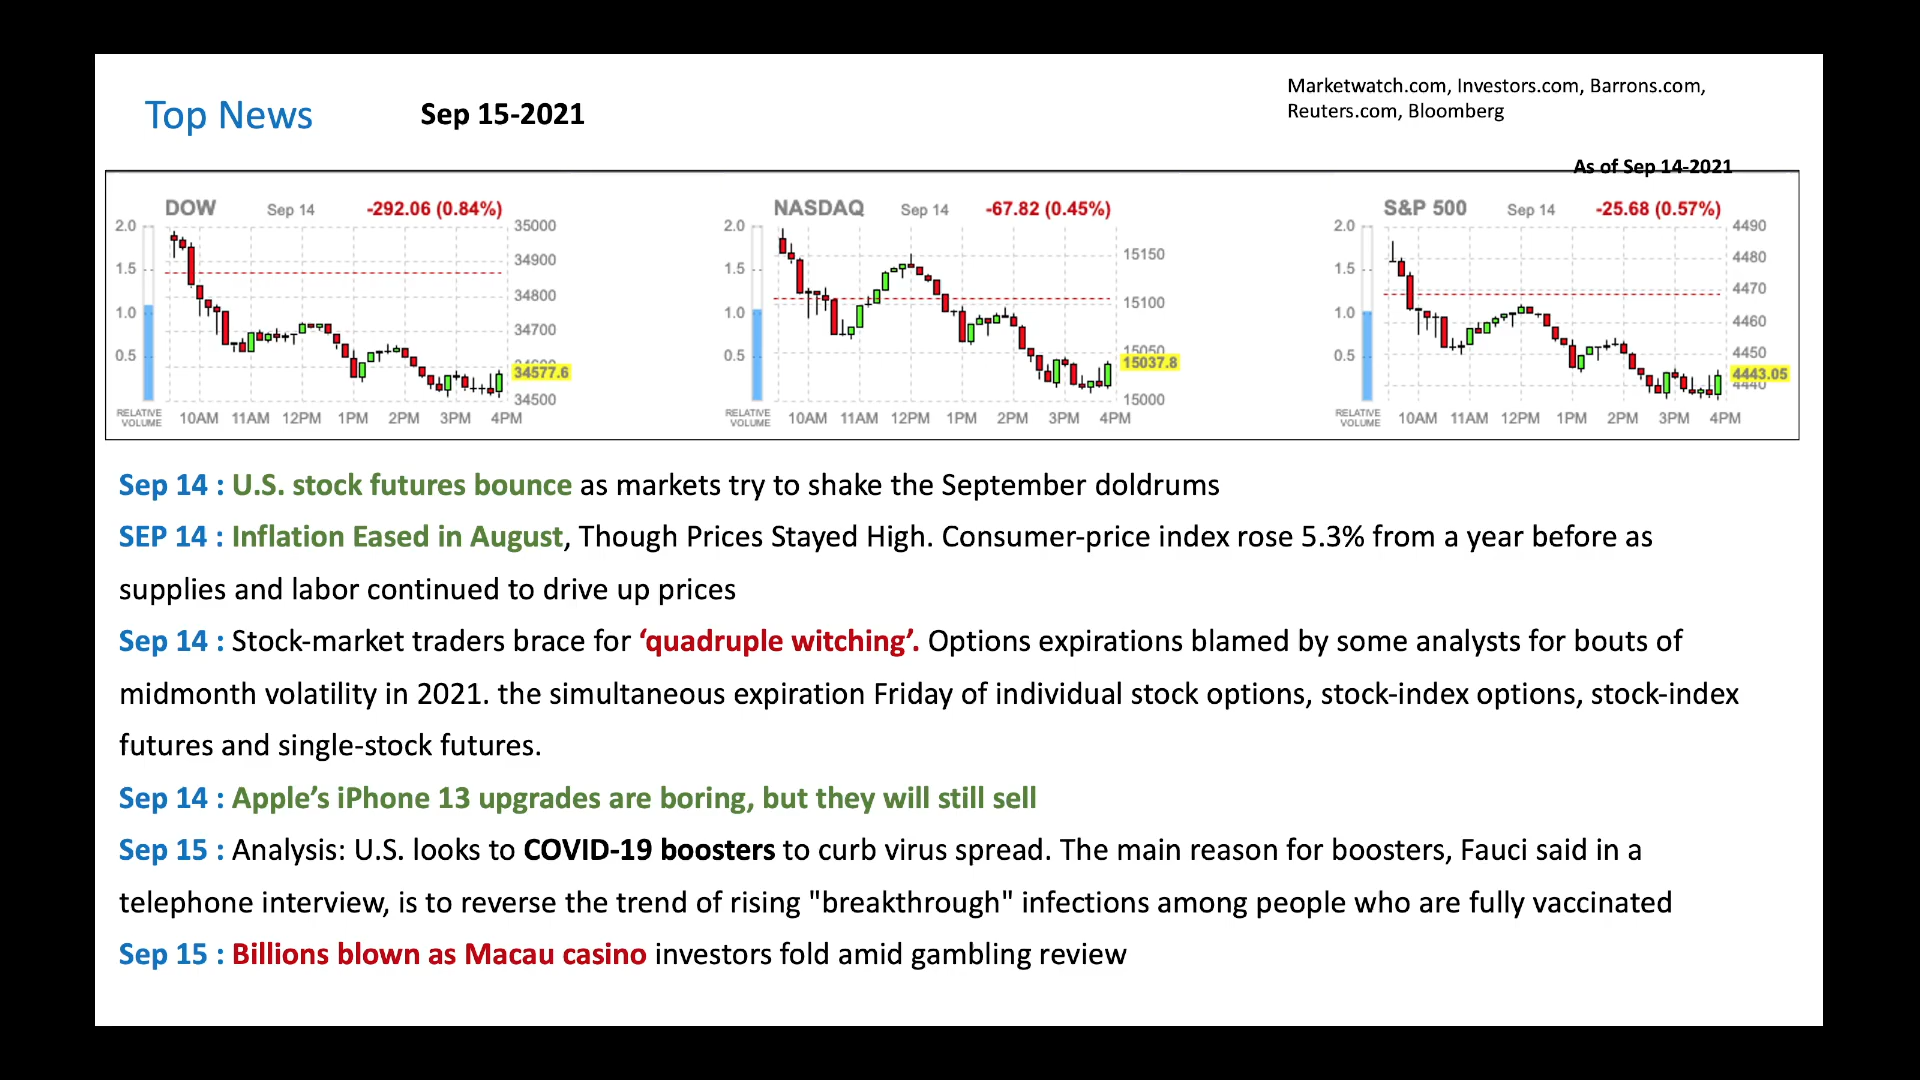 Top News
Sep 15-2021
Marketwatch.com, Investors.com, Barrons.com,
Reuters.com, Bloomberg
As of Sep 14-2021
DOW Sep 14 -292.06 (0.84%)
2.0
1.5
1.0
0.5
35000
34900
34800
34700
34600
34577.6
34500
RELATIVE
VOLUME
10AM 11AM 12PM 1PM 2PM 3PM 4PM
NASDAQ Sep 14 -67.82 (0.45%)
2.0
1.5
1.0
0.5
15150
15100
15050
15037.8
15000
RELATIVE
VOLUME
10AM 11AM 12PM 1PM 2PM 3PM 4PM
S&P 500 Sep 14 -25.68 (0.57%)
2.0
1.5
1.0
0.5
4490
4480
4470
4460
4450
4443.05
4440
RELATIVE
VOLUME
10AM 11AM 12PM 1PM 2PM 3PM 4PM
Sep 14 : U.S. stock futures bounce as markets try to shake the September doldrums
SEP 14 : Inflation Eased in August, Though Prices Stayed High. Consumer-price index rose 5.3% from a year before as
supplies and labor continued to drive up prices
Sep 14 : Stock-market traders brace for ‘quadruple witching’. Options expirations blamed by some analysts for bouts of
midmonth volatility in 2021. the simultaneous expiration Friday of individual stock options, stock-index options, stock-index
futures and single-stock futures.
Sep 14 : Apple’s iPhone 13 upgrades are boring, but they will still sell
Sep 15 : Analysis: U.S. looks to COVID-19 boosters to curb virus spread. The main reason for boosters, Fauci said in a
telephone interview, is to reverse the trend of rising "breakthrough" infections among people who are fully vaccinated
Sep 15 : Billions blown as Macau casino investors fold amid gambling review